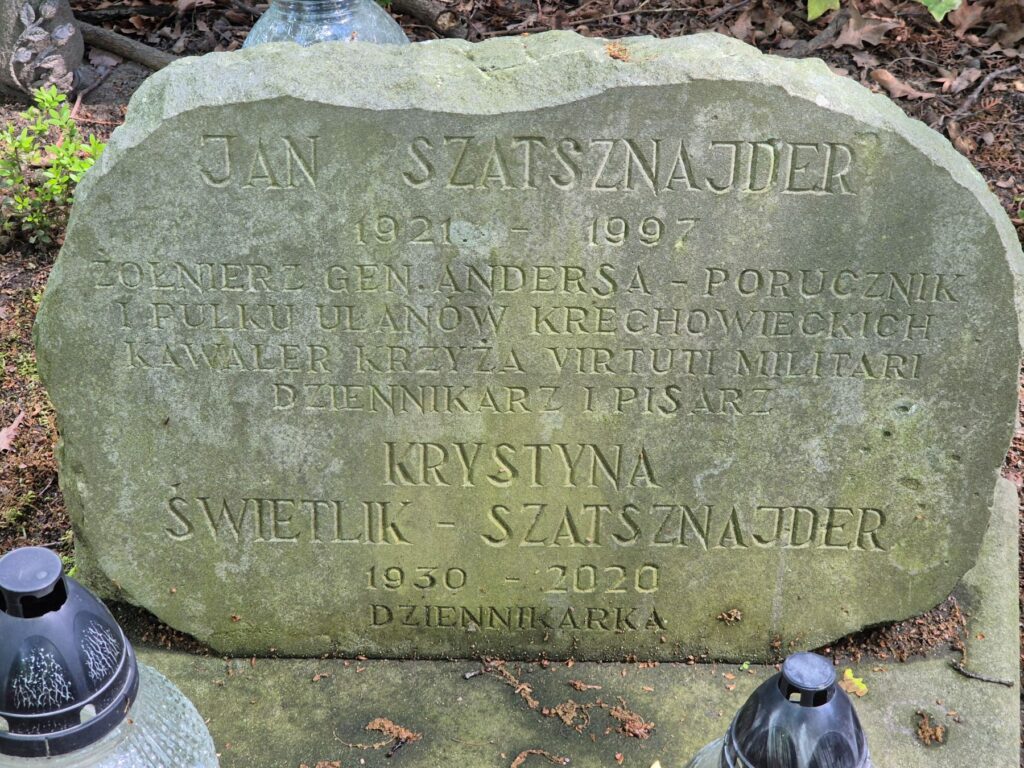 JAN SZATSZNAJDER
1921 - 1997
ŻOŁNIERZ GEN. ANDERSA - PORUCZNIK
I PUŁKU UŁANÓW KRECHOWIECKICH
KAWALER KRZYŻA VIRTUTI MILITARI
DZIENNIKARZ I PISARZ
KRYSTYNA
ŚWIETLIK - SZATSZNAJDER
1930 - 2020
DZIENNIKARKA